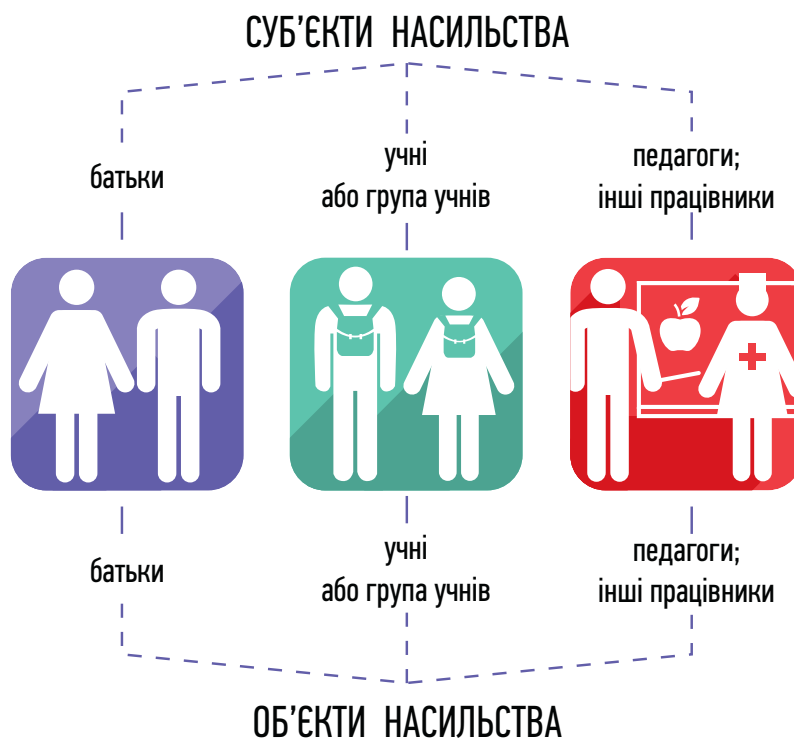 СУБ’ЄКТИ НАСИЛЬСТВА
батьки
учні
або група учнів
педагоги;
інші працівники
батьки
учні
або група учнів
педагоги;
інші працівники
ОБ’ЄКТИ НАСИЛЬСТВА